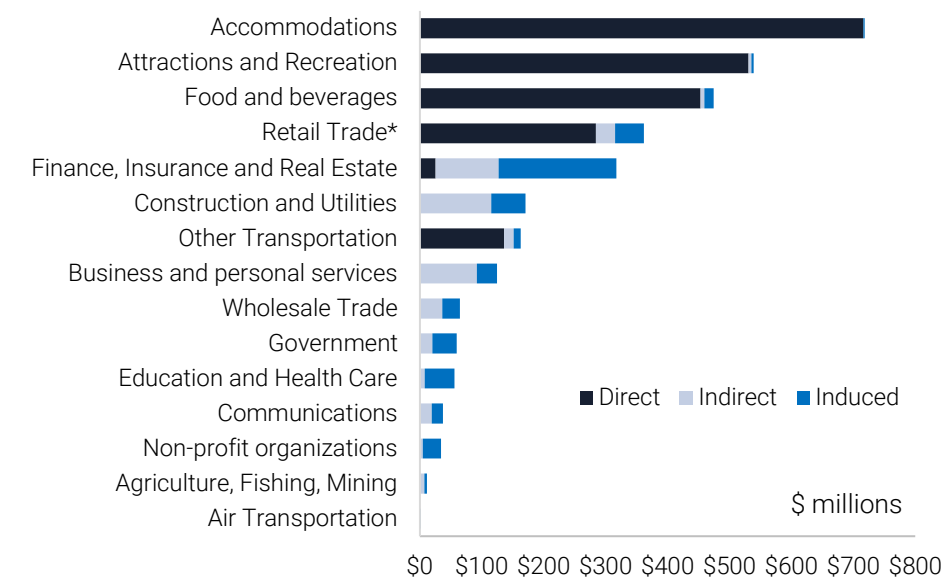 Accommodations
Attractions and Recreation
Food and beverages
Retail Trade*
Finance, Insurance and Real Estate
Construction and Utilities
Other Transportation
Business and personal services
Wholesale Trade
Government
Education and Health Care
Communications
Non-profit organizations
Agriculture, Fishing, Mining
Air Transportation
Direct Indirect Induced
$ millions
$0 $100 $200 $300 $400 $500 $600 $700 $800